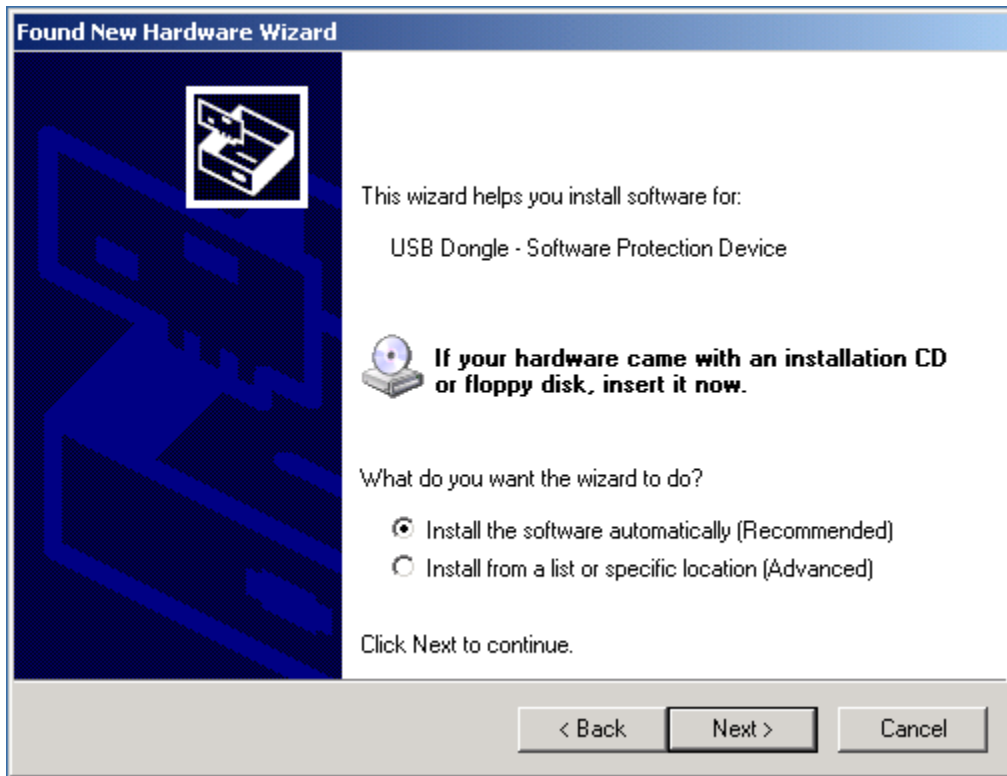 Found New Hardware Wizard
This wizard helps you install software for:
USB Dongle - Software Protection Device
If your hardware came with an installation CD
or floppy disk, insert it now.
What do you want the wizard to do?
Install the software automatically (Recommended)
Install from a list or specific location (Advanced)
Click Next to continue.
< Back
Next >
Cancel